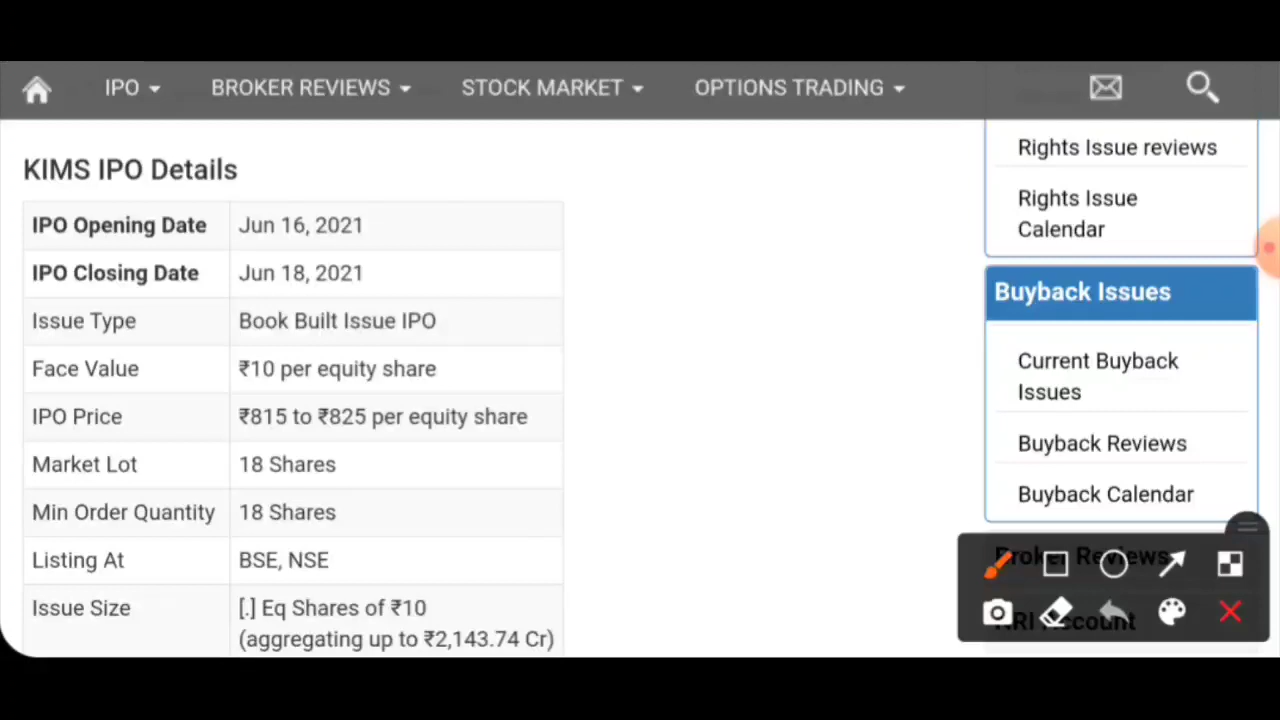 IPO BROKER REVIEWS STOCK MARKET OPTIONS TRADING
KIMS IPO Details
IPO Opening Date Jun 16, 2021
IPO Closing Date Jun 18, 2021
Issue Type Book Built Issue IPO
Face Value ₹10 per equity share
IPO Price ₹815 to ₹825 per equity share
Market Lot 18 Shares
Min Order Quantity 18 Shares
Listing At BSE, NSE
Issue Size [.] Eq Shares of ₹10
(aggregating up to ₹2,143.74 Cr)
Rights Issue reviews
Rights Issue
Calendar
Buyback Issues
Current Buyback
Issues
Buyback Reviews
Buyback Calendar
Broker Reviews
NRI Account